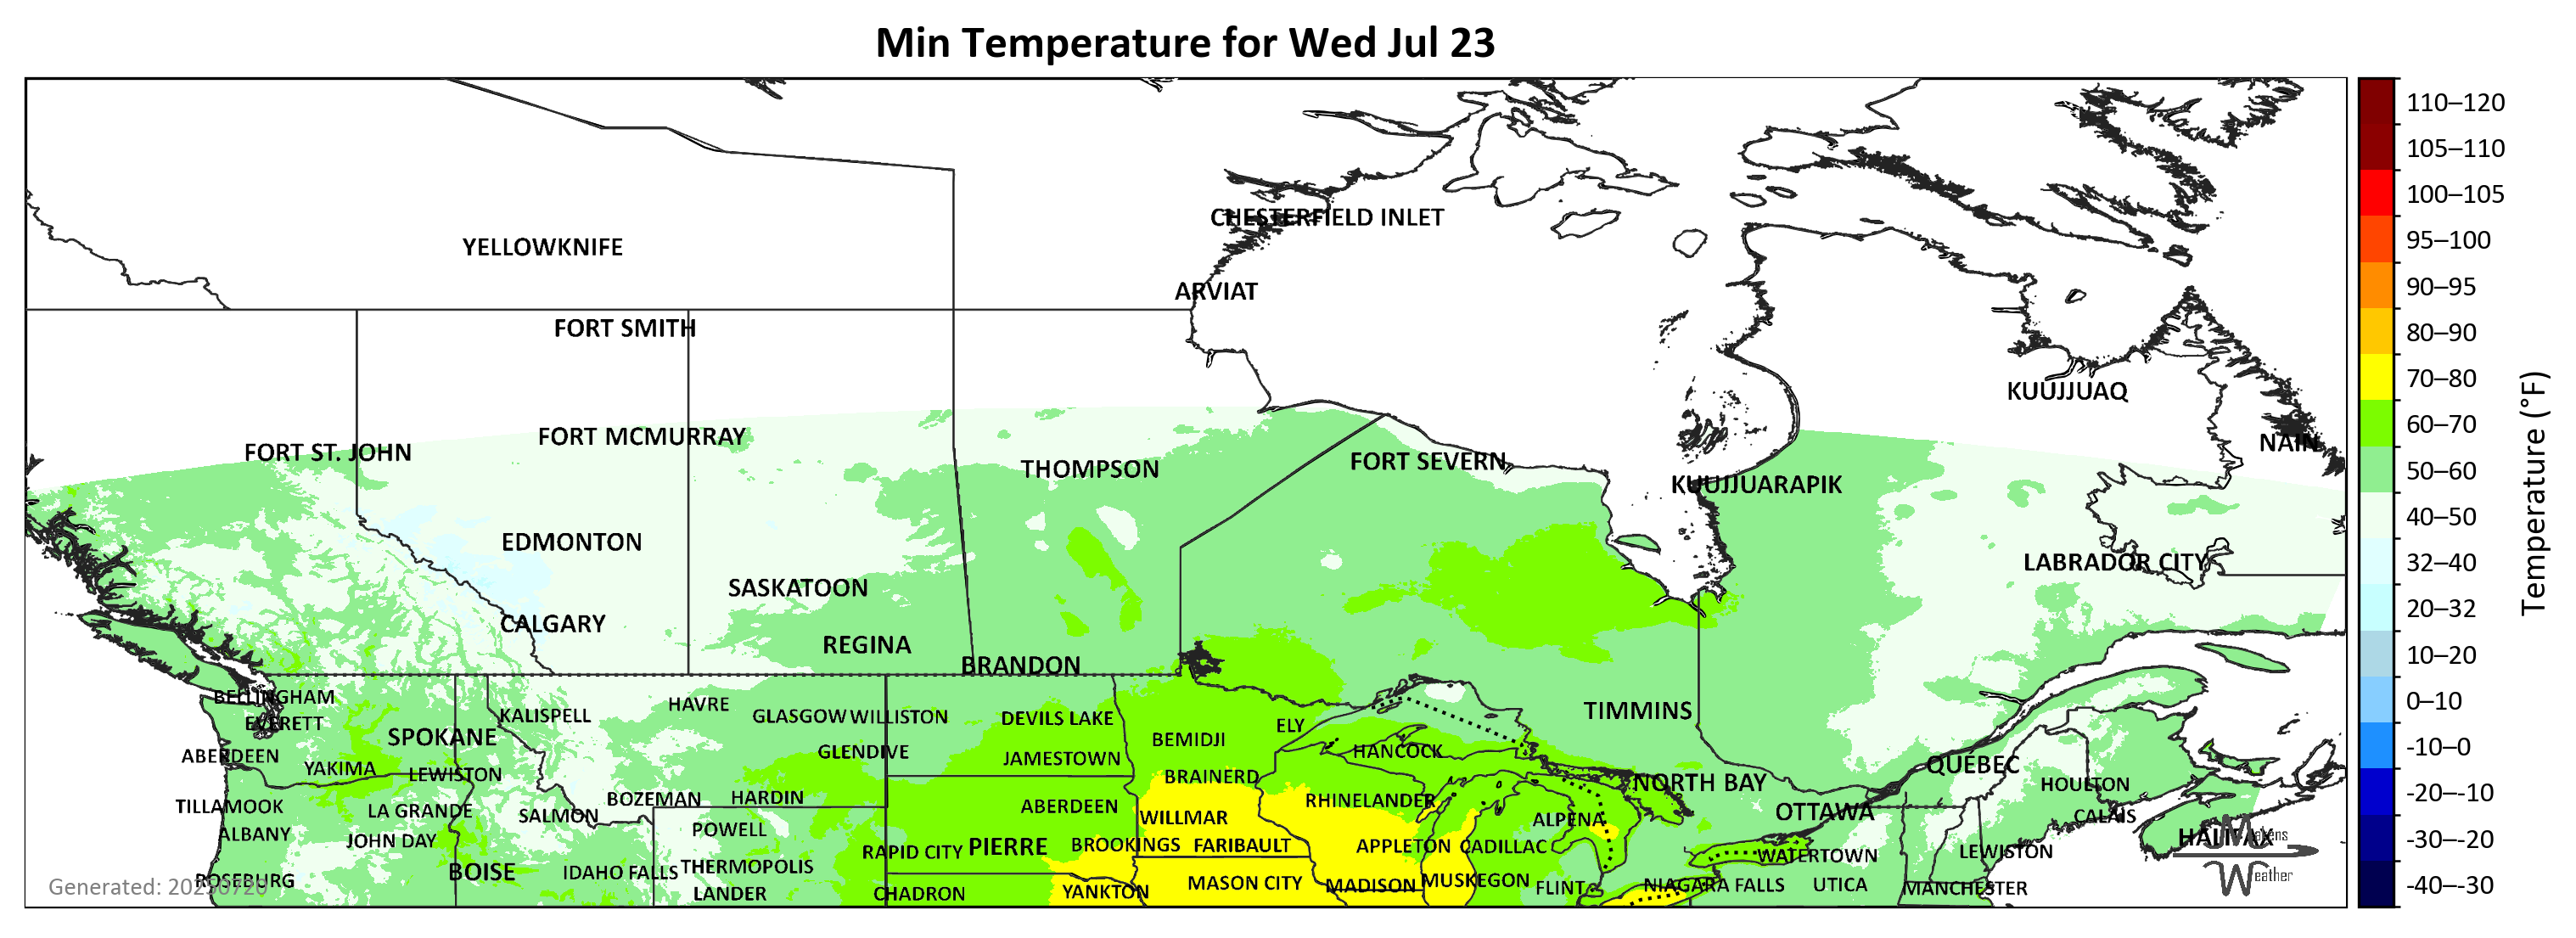 Min Temperature for Wed Jul 23
110–120
105–110
100–105
95–100
90–95
80–90
70–80
60–70
50–60
40–50
32–40
20–32
10–20
0–10
-10–0
-20–-10
-30–-20
-40–-30
Temperature (°F)
CHESTERFIELD INLET
YELLOWKNIFE
ARVIAT
FORT SMITH
KUUJJUAQ
FORT MCMURRAY
NAIN
FORT ST. JOHN
FORT SEVERN
THOMPSON
KUUJJUARAPIK
EDMONTON
LABRADOR CITY
SASKATOON
CALGARY
REGINA
BRANDON
BELLINGHAM
HAVRE
TIMMINS
KALISPELL
GLASGOW
WILLISTON
DEVILS LAKE
EVERETT
ELY
SPOKANE
BEMIDJI
GLENDIVE
HANCOCK
ABERDEEN
JAMESTOWN
QUEBEC
YAKIMA
LEWISTON
BRAINERD
NORTH BAY
HOULTON
BOZEMAN
HARDIN
RHINELANDER
TILLAMOOK
ABERDEEN
LA GRANDE
SALMON
WILLMAR
OTTAWA
CALAIS
ALPENA
POWELL
ALBANY
HALIFAX
Makens
JOHN DAY
PIERRE
BROOKINGS
FARIBAULT
APPLETON
CADILLAC
RAPID CITY
LEWISTON
WATERTOWN
THERMOPOLIS
BOISE
IDAHO FALLS
Weather
ROSEBURG
MUSKEGON
MASON CITY
MADISON
NIAGARA FALLS
UTICA
Generated: 20250720
FLINT
MANCHESTER
YANKTON
LANDER
CHADRON